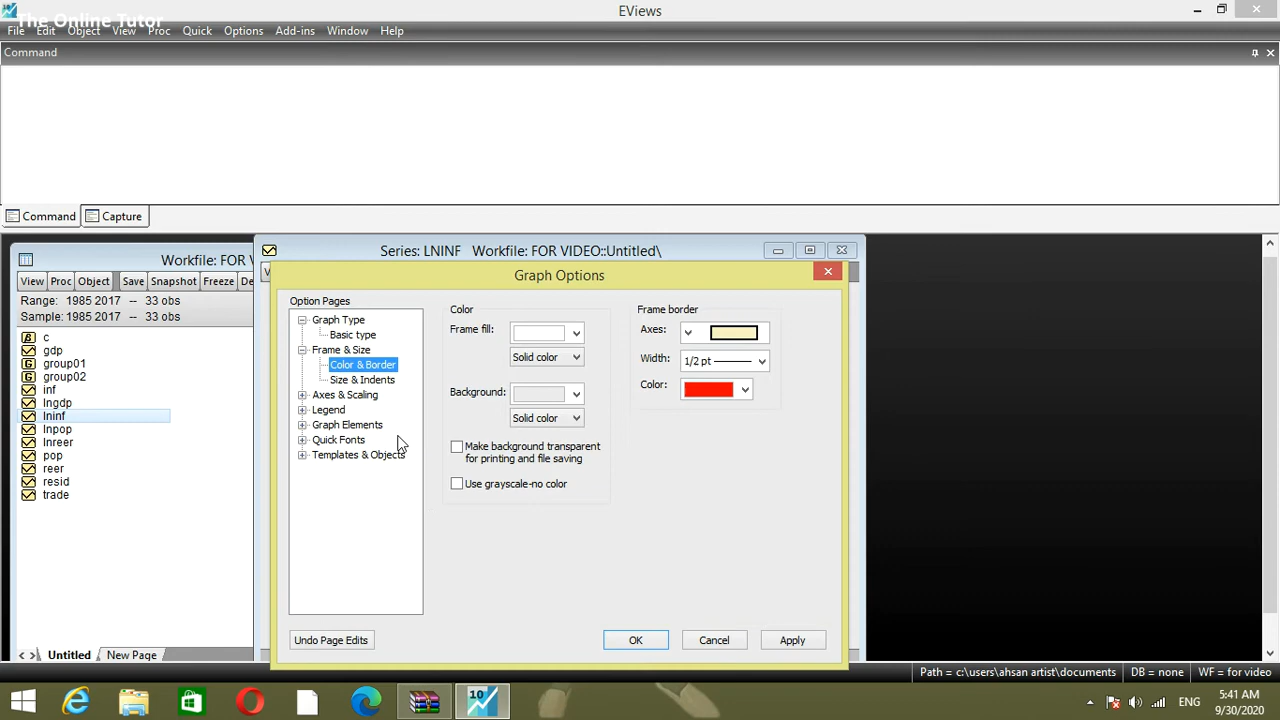 The Online Tutor
EViews
File Edit Object View Proc Quick Options Add-ins Window Help
Command
Command Capture
Workfile: FOR V
View Proc Object Save Snapshot Freeze De
Range: 1985 2017 -- 33 obs
Sample: 1985 2017 -- 33 obs
c
gdp
group01
group02
inf
lngdp
lninf
lnpop
lnreer
pop
reer
resid
trade
Untitled New Page
Series: LNINF Workfile: FOR VIDEO::Untitled\
Graph Options
Option Pages
Graph Type
Basic type
Frame & Size
Color & Border
Size & Indents
Axes & Scaling
Legend
Graph Elements
Quick Fonts
Templates & Objects
Color
Frame fill:
Solid color
Background:
Solid color
Make background transparent
for printing and file saving
Use grayscale-no color
Frame border
Axes:
Width: 1/2 pt
Color:
Undo Page Edits OK Cancel Apply
Path = c:\users\ahsan artist\documents DB = none WF = for video
10
ENG
5:41 AM
9/30/2020